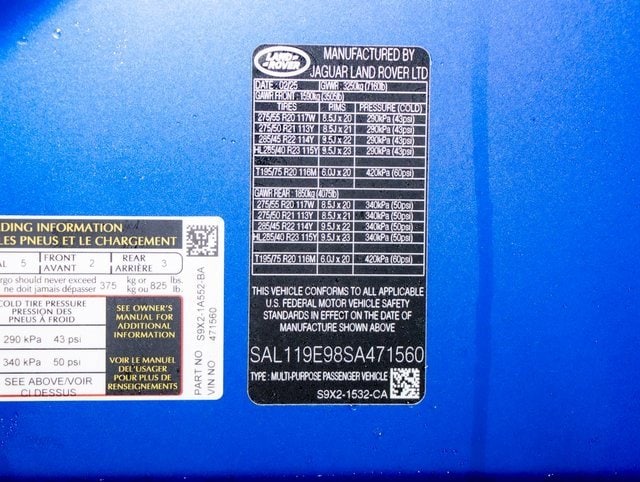 LAND-
-ROVER
MANUFACTURED BY
JAGUAR LAND ROVER LTD
DATE: 02/25 GVWR: 3250kg (7160lb)
GAWR FRONT - 1590kg (3505lb)
TIRES RIMS PRESSURE (COLD)
275/55 R20 117W 8.5J x 20 290kPa (43psi)
275/50 R21 113Y 8.5J x 21 290kPa (43psi)
285/45 R22 114Y 9.5J x 22 290kPa (43psi)
HL285/40 R23 115Y 9.5J x 23 290kPa (43psi)
T195/75 R20 116M 6.0J x 20 420kPa (60psi)
GAWR REAR 1850kg (4075lb)
275/55 R20 117W 8.5J x 20 340kPa (50psi)
275/50 R21 113Y 8.5J x 21 340kPa (50psi)
285/45 R22 114Y 9.5J x 22 340kPa (50psi)
HL285/40 R23 115Y 9.5J x 23 340kPa (50psi)
T195/75 R20 116M 6.0J x 20 420kPa (60psi)
THIS VEHICLE CONFORMS TO ALL APPLICABLE
U.S. FEDERAL MOTOR VEHICLE SAFETY
STANDARDS IN EFFECT ON THE DATE OF
MANUFACTURE SHOWN ABOVE
SAL119E98SA471560
TYPE : MULTI-PURPOSE PASSENGER VEHICLE
S9X2-1532-CA
DING INFORMATION
LES PNEUS ET LE CHARGEMENT
AL 5 FRONT AVANT 2 REAR ARRIÈRE 3
rgo should never exceed 375 kg or 825 lbs.
ne doit jamais dépasser kg ou lb.
COLD TIRE PRESSURE
PRESSION DES
PNEUS À FROID
290 kPa 43 psi
340 kPa 50 psi
SEE ABOVE/VOIR
CI DESSUS
SEE OWNER'S
MANUAL FOR
ADDITIONAL
INFORMATION
VOIR LE MANUEL
DE L'USAGER
POUR PLUS DE
RENSEIGNEMENTS
PART NO S9X2-1A552-BA
VIN NO 471560